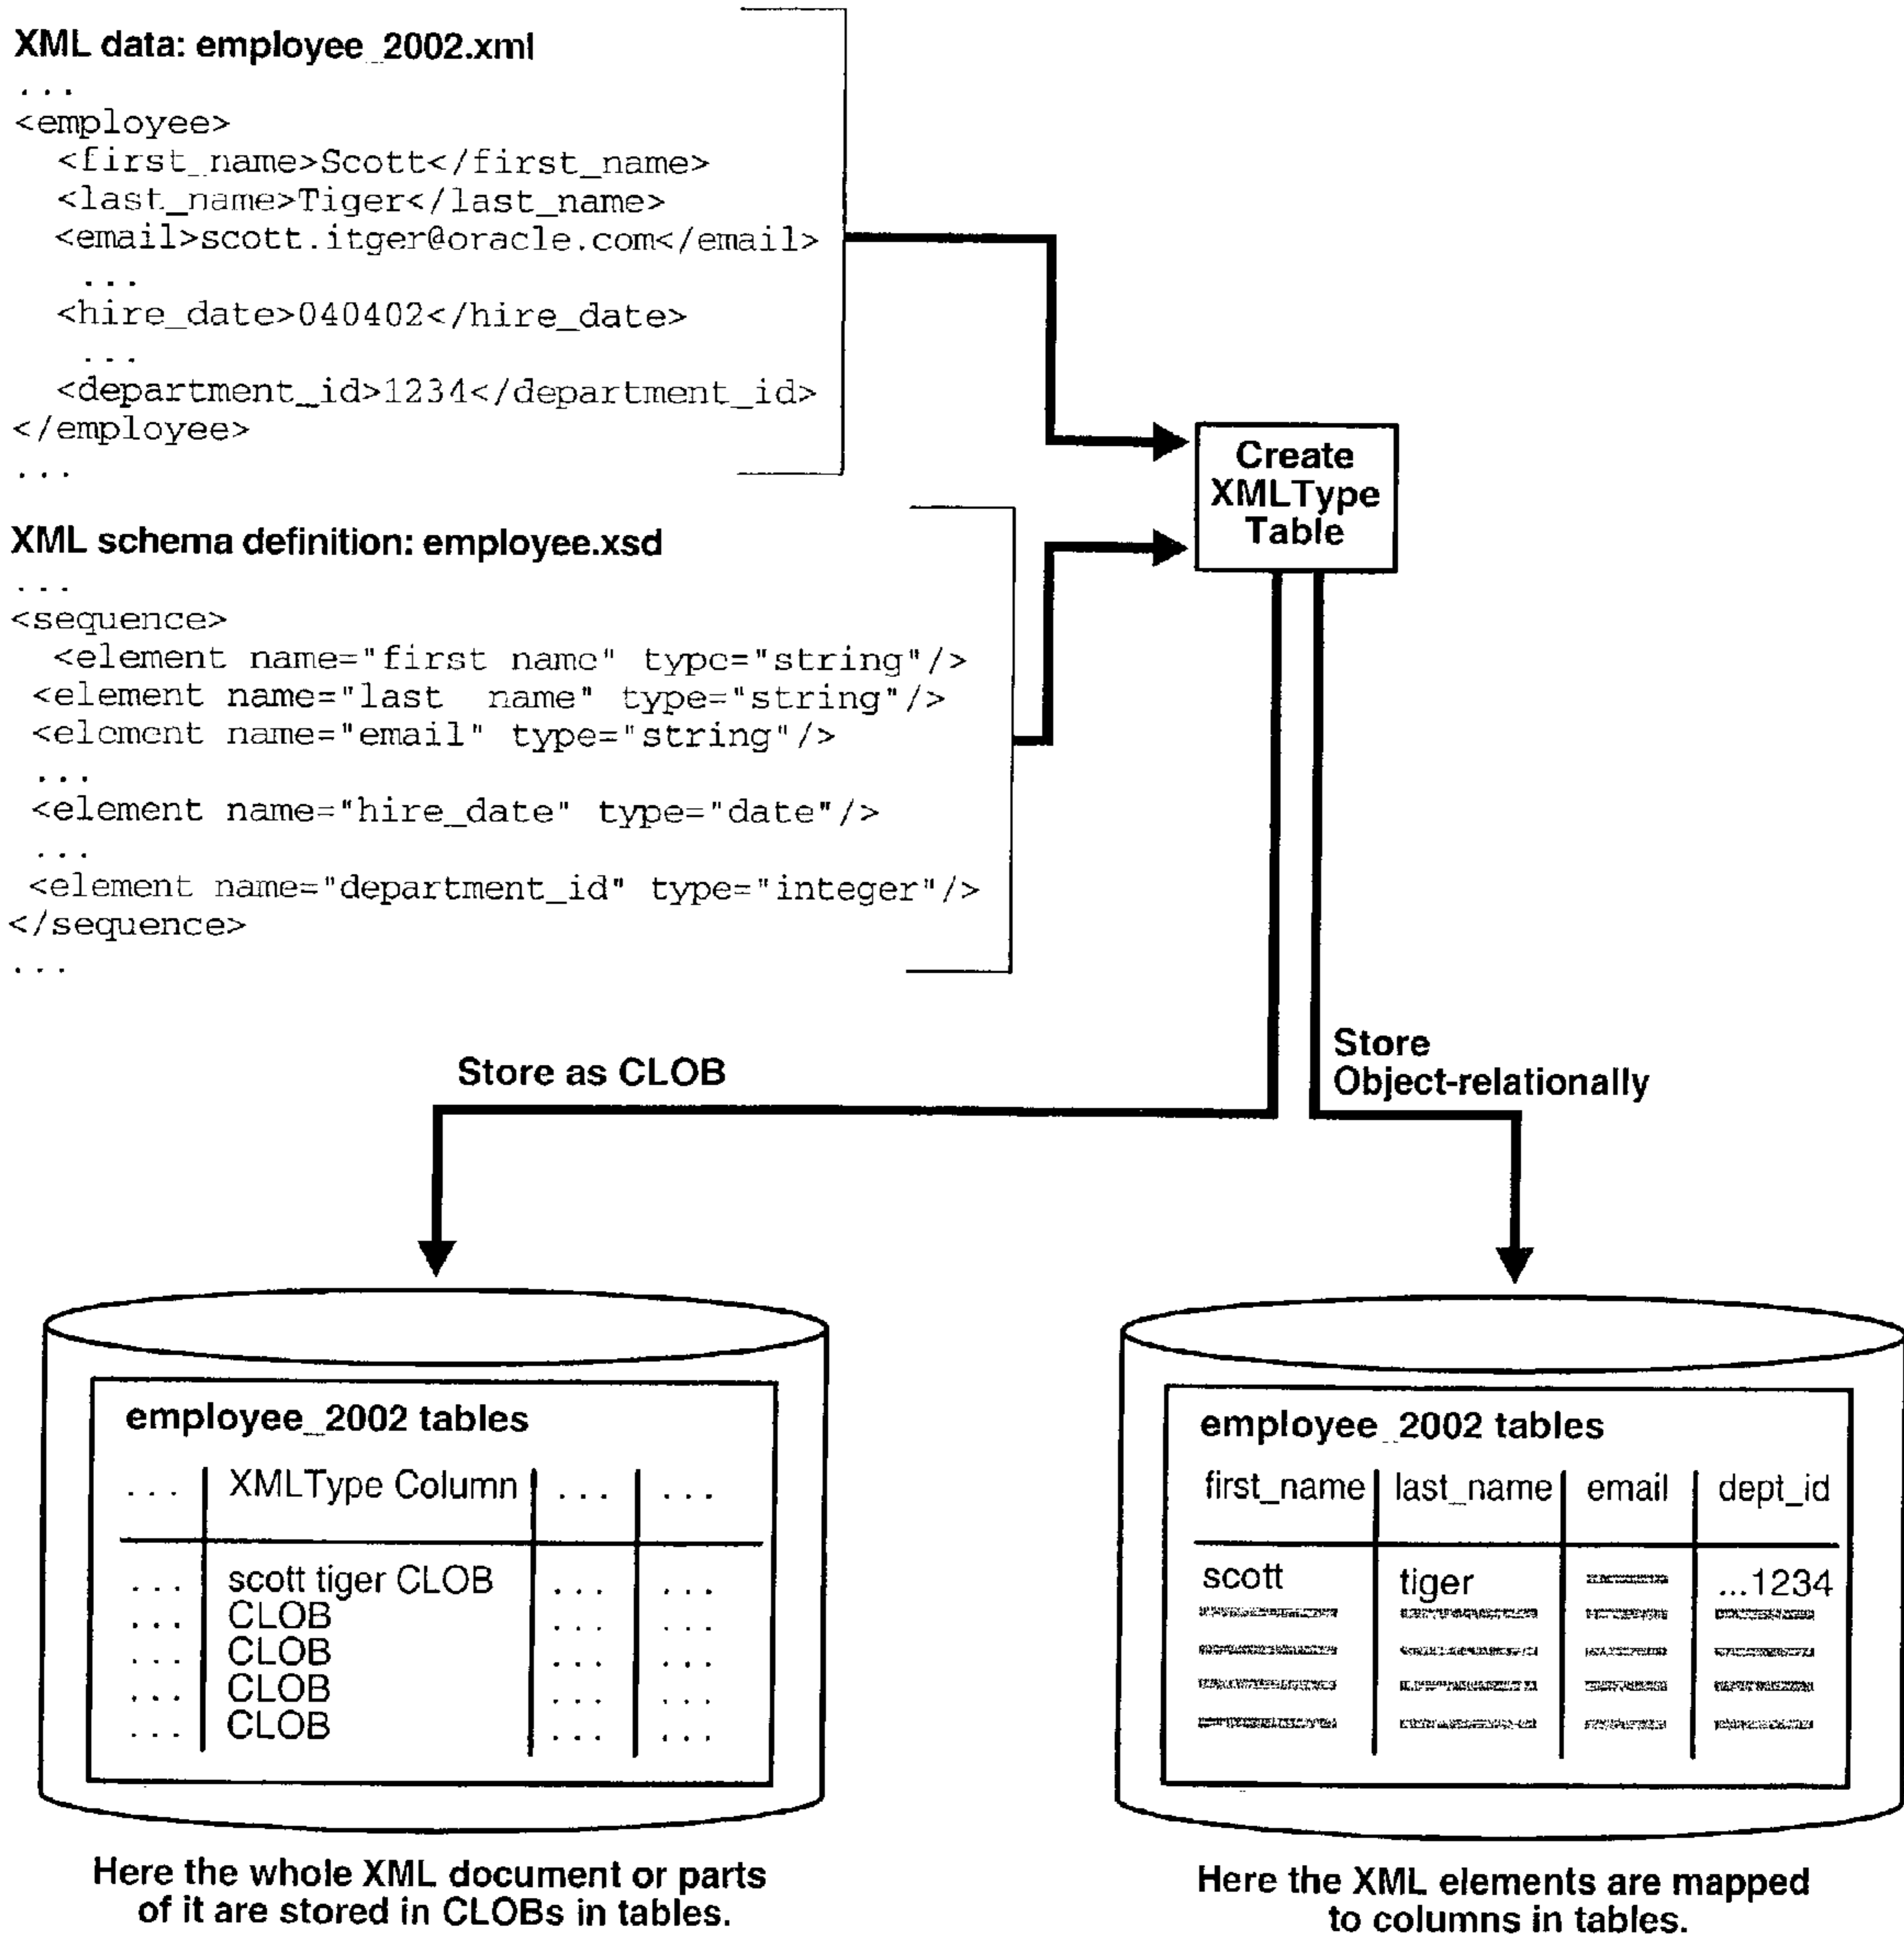 XML data: employee_2002.xml
...
<employee>
<first_name>Scott</first_name>
<last_name>Tiger</last_name>
<email>scott.itger@oracle.com</email>
...
<hire_date>040402</hire_date>
...
<department_id>1234</department_id>
</employee>
...
XML schema definition: employee.xsd
...
<sequence>
<element name="first name" type="string"/>
<element name="last name" type="string"/>
<element name="email" type="string"/>
...
<element name="hire_date" type="date"/>
...
<element name="department_id" type="integer"/>
</sequence>
...
Create
XMLType
Table
Store as CLOB
Store
Object-relationally
employee_2002 tables
... XMLType Column ... ...
... scott tiger CLOB ... ...
... CLOB ... ...
... CLOB ... ...
... CLOB ... ...
... CLOB ... ...
Here the whole XML document or parts
of it are stored in CLOBs in tables.
employee_2002 tables
first_name last_name email dept_id
scott tiger ...1234
Here the XML elements are mapped
to columns in tables.